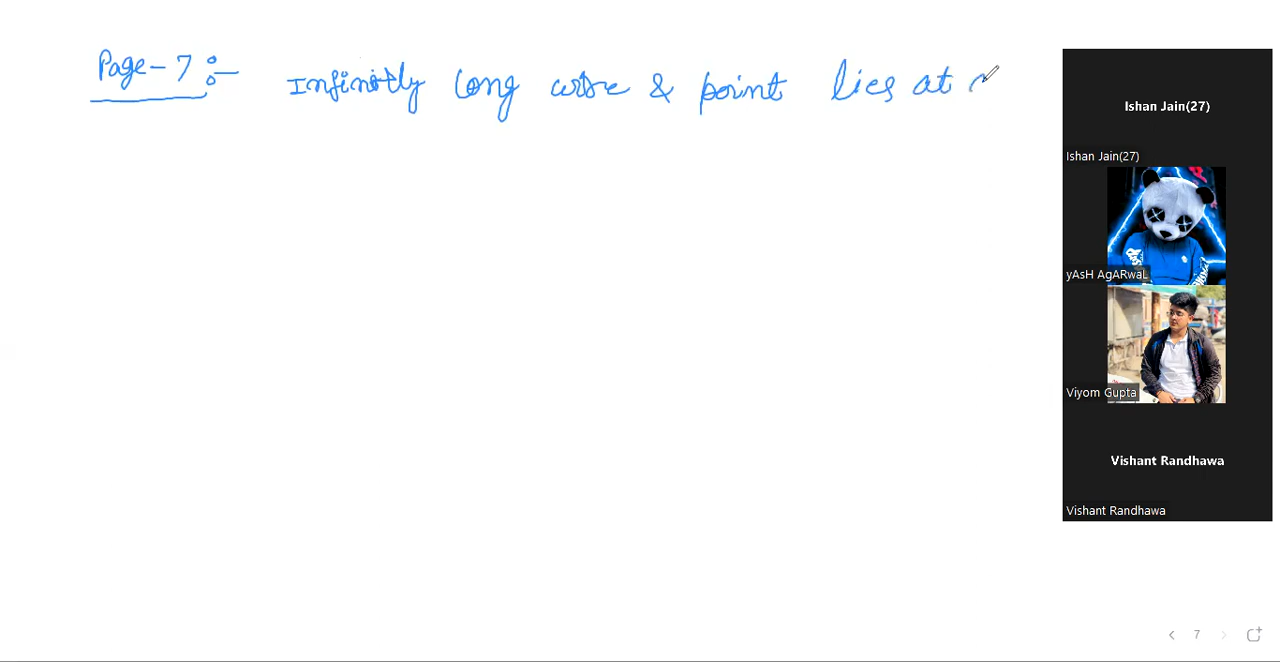 Page-7 :- Infinitly long wire & point lies at
Ishan Jain(27)
Ishan Jain(27)
yAsH AgARwaL
Viyom Gupta
Vishant Randhawa
Vishant Randhawa
< 7 >